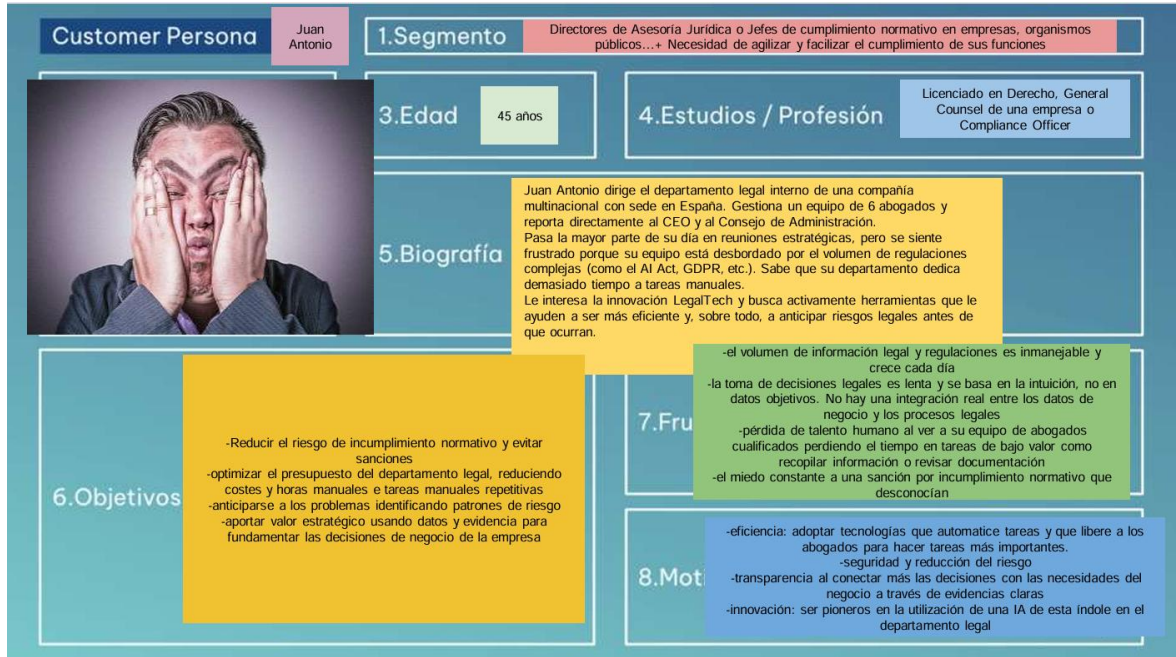 Customer Persona
Juan
Antonio
1.Segmento
Directores de Asesoría Jurídica o Jefes de cumplimiento normativo en empresas, organismos
públicos...+ Necesidad de agilizar y facilizar el cumplimiento de sus funciones
3.Edad
45 años
4.Estudios / Profesión
Licenciado en Derecho, General
Counsel de una empresa o
Compliance Officer
5.Biografía
Juan Antonio dirige el departamento legal interno de una compañía
multinacional con sede en España. Gestiona un equipo de 6 abogados y
reporta directamente al CEO y al Consejo de Administración.
Pasa la mayor parte de su día en reuniones estratégicas, pero se siente
frustrado porque su equipo está desbordado por el volumen de regulaciones
complejas (como el AI Act, GDPR, etc.). Sabe que su departamento dedica
demasiado tiempo a tareas manuales.
Le interesa la innovación LegalTech y busca activamente herramientas que le
ayuden a ser más eficiente y, sobre todo, a anticipar riesgos legales antes de
que ocurran.
6.Objetivos
-Reducir el riesgo de incumplimiento normativo y evitar
sanciones
-optimizar el presupuesto del departamento legal, reduciendo
costes y horas manuales e tareas manuales repetitivas
-anticiparse a los problemas identificando patrones de riesgo
-aportar valor estratégico usando datos y evidencia para
fundamentar las decisiones de negocio de la empresa
7.Fru
-el volumen de información legal y regulaciones es inmanejable y
crece cada día
-la toma de decisiones legales es lenta y se basa en la intuición, no en
datos objetivos. No hay una integración real entre los datos de
negocio y los procesos legales
-pérdida de talento humano al ver a su equipo de abogados
cualificados perdiendo el tiempo en tareas de bajo valor como
recopilar información o revisar documentación
-el miedo constante a una sanción por incumplimiento normativo que
desconocían
8.Moti
-eficiencia: adoptar tecnologías que automatice tareas y que libere a los
abogados para hacer tareas más importantes.
-seguridad y reducción del riesgo
-transparencia al conectar más las decisiones con las necesidades del
negocio a través de evidencias claras
-innovación: ser pioneros en la utilización de una IA de esta índole en el
departamento legal